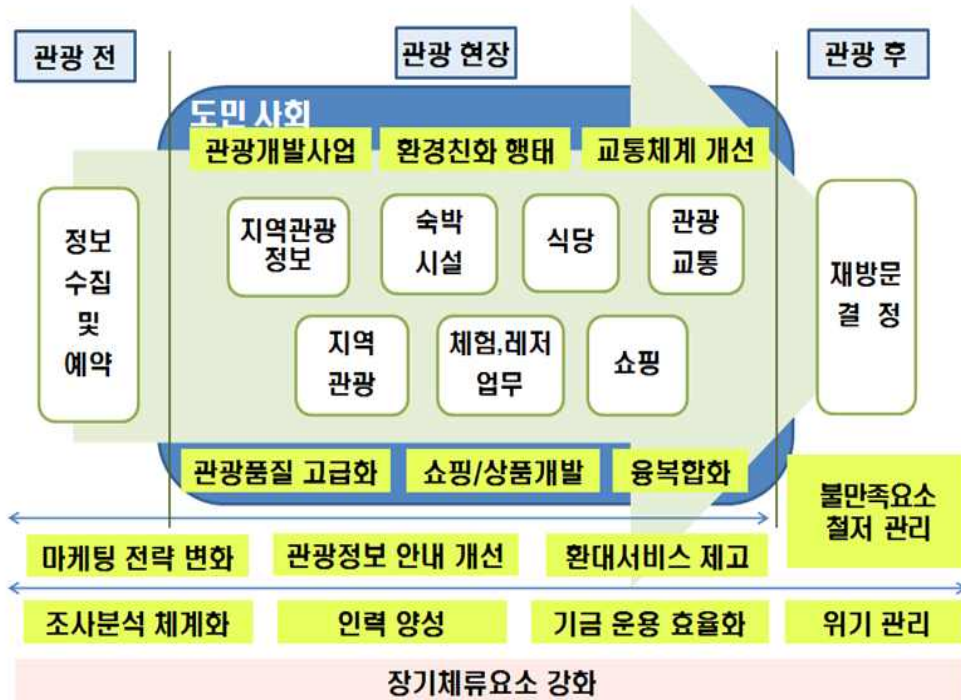 관광 전
관광 현장
관광 후
도민 사회
관광개발사업
환경친화 행태
교통체계 개선
정보
수집
및
예약
지역관광
정보
숙박
시설
식당
관광
교통
지역
관광
체험,레저
업무
쇼핑
재방문
결 정
관광품질 고급화
쇼핑/상품개발
융복합화
불만족요소
철저 관리
마케팅 전략 변화
관광정보 안내 개선
환대서비스 제고
조사분석 체계화
인력 양성
기금 운용 효율화
위기 관리
장기체류요소 강화